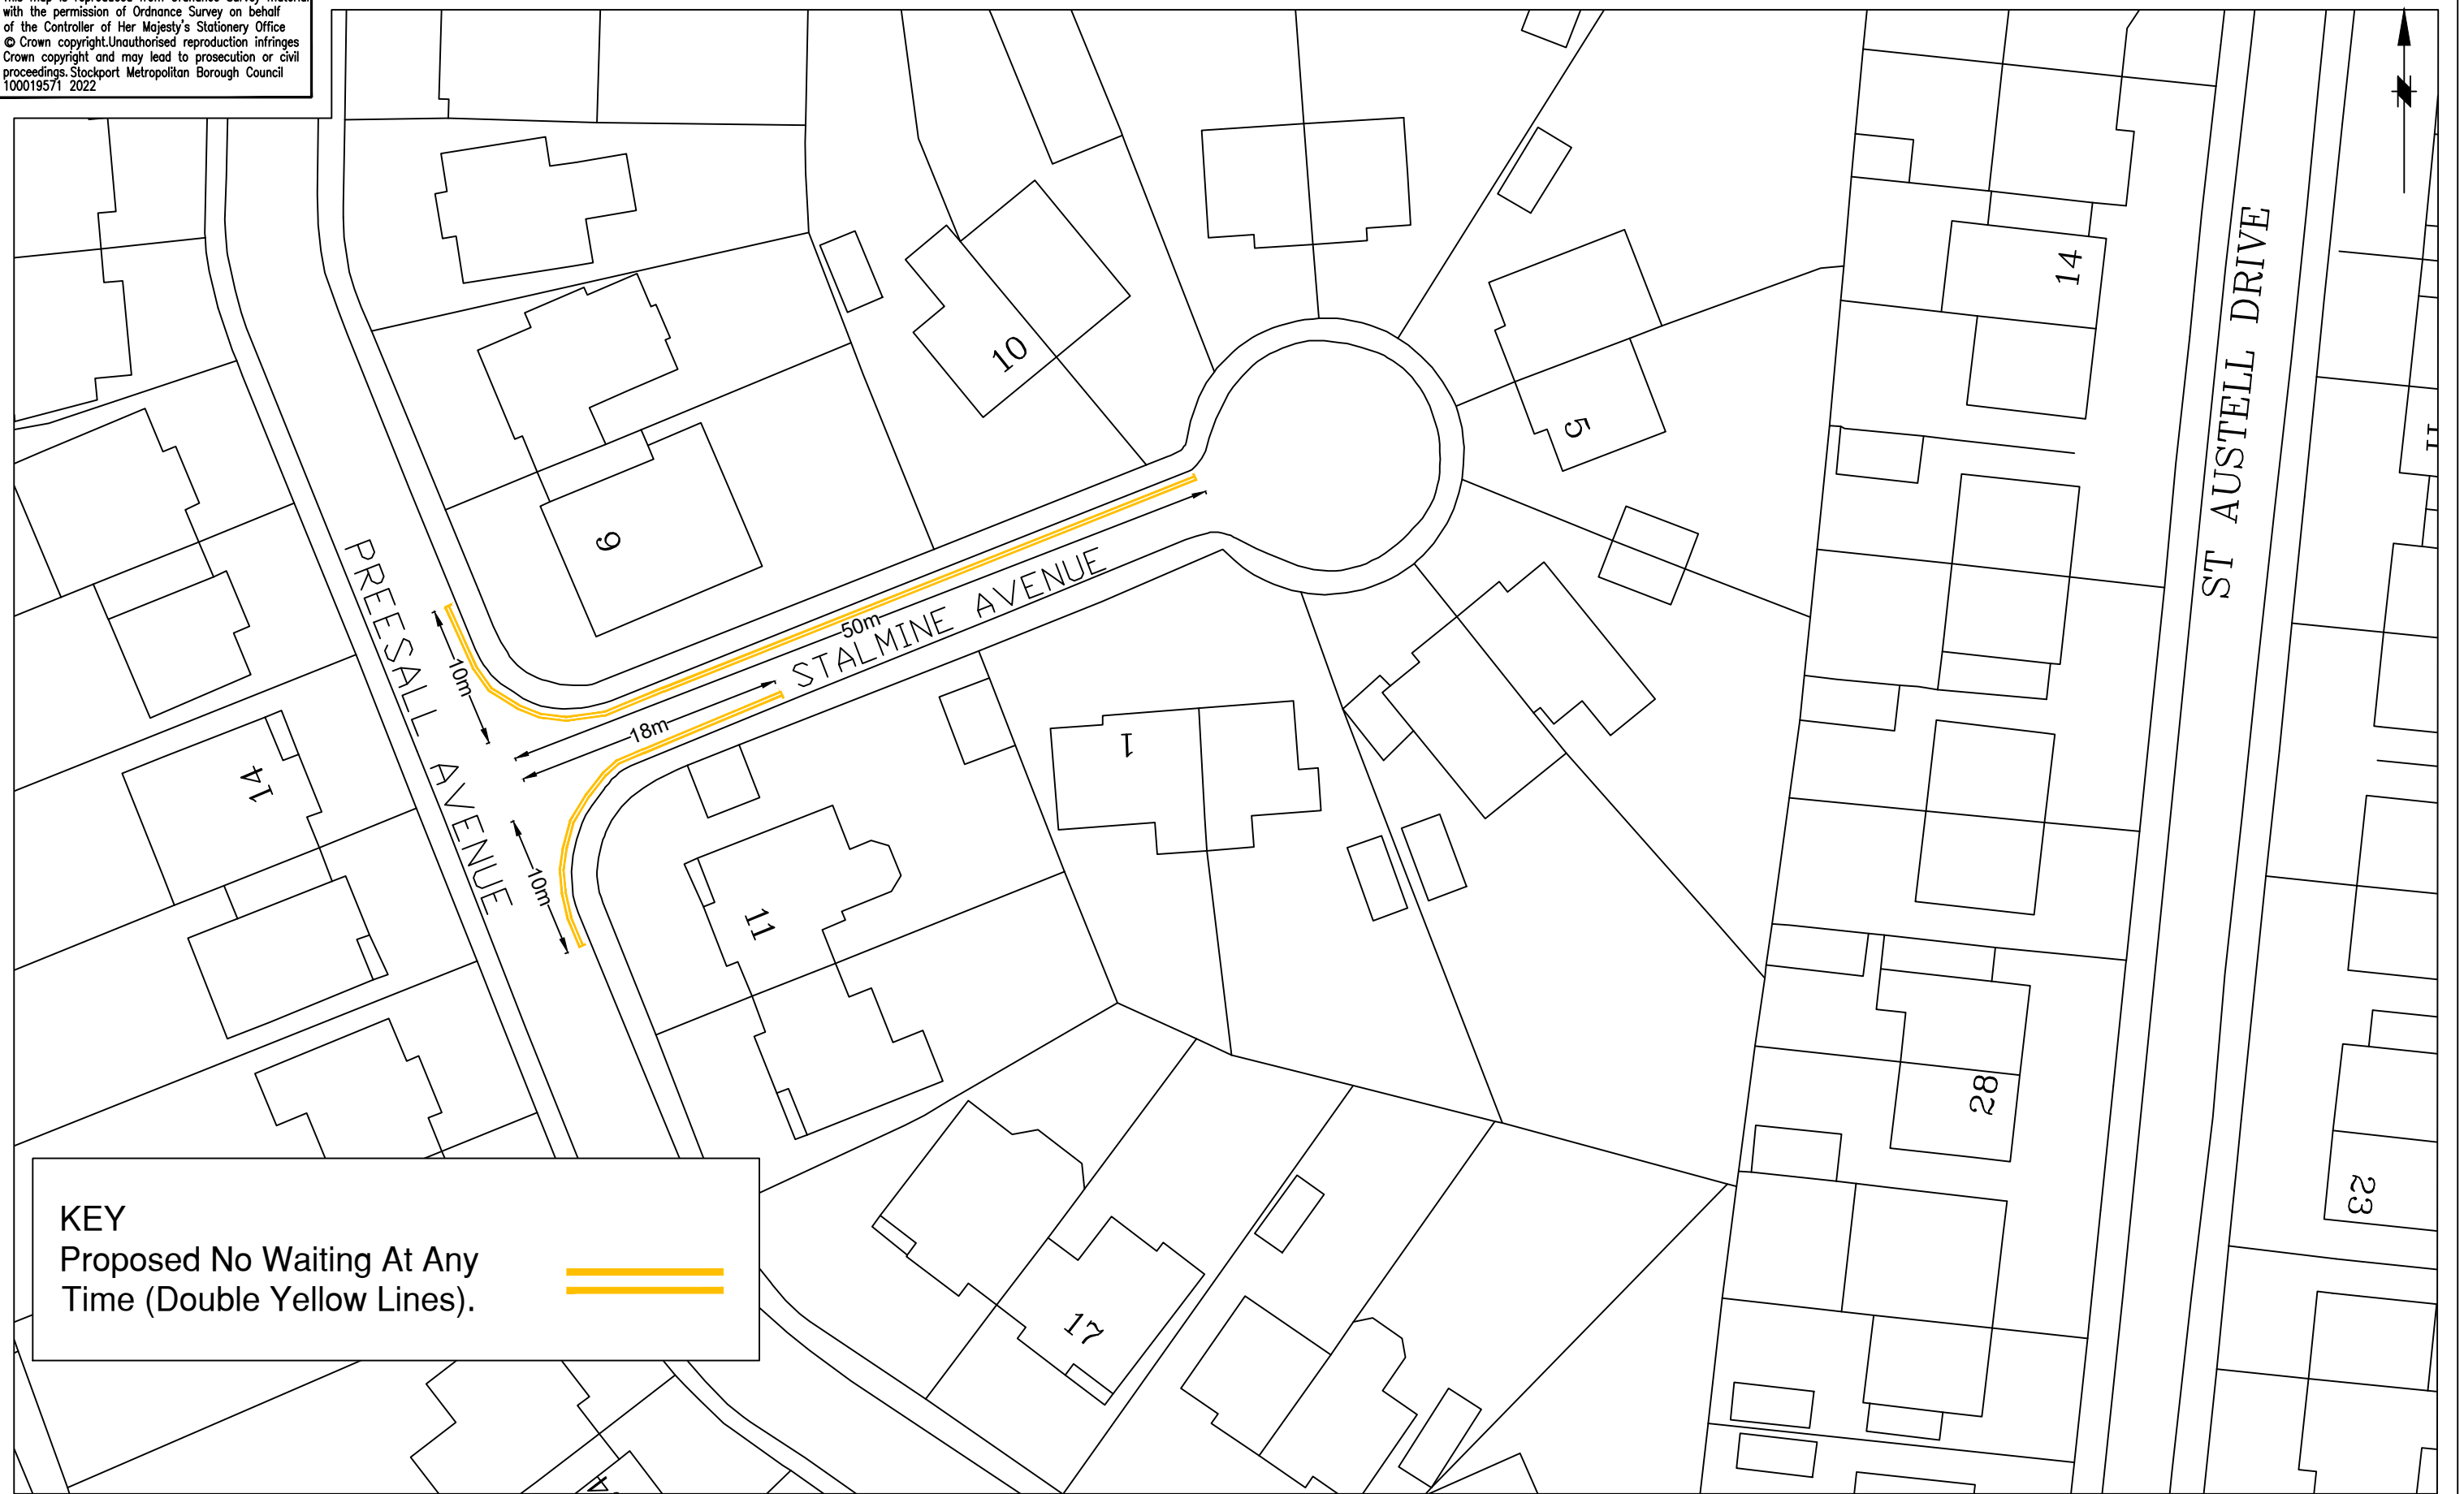 with the permission of Ordnance Survey on behalf
of the Controller of Her Majesty's Stationery Office
© Crown copyright.Unauthorised reproduction infringes
Crown copyright and may lead to prosecution or civil
proceedings. Stockport Metropolitan Borough Council
100019571 2022
14
ST AUSTELL DRIVE
10
5
9
PREESALL AVENUE
STALMINE AVENUE
50m
10m
18m
10m
14
1
11
28
23
17
KEY
Proposed No Waiting At Any
Time (Double Yellow Lines).